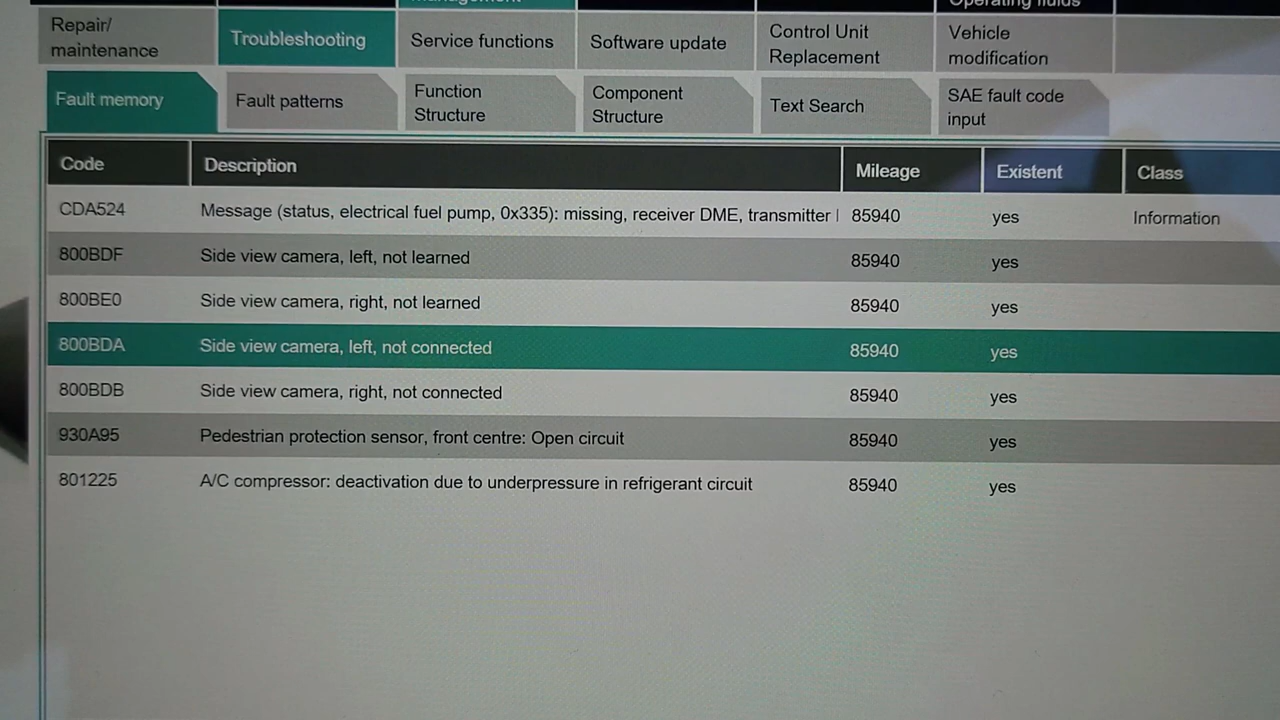 Operating fluids
Repair/
maintenance
Troubleshooting
Service functions
Software update
Control Unit
Replacement
Vehicle
modification
Fault memory
Fault patterns
Function
Structure
Component
Structure
Text Search
SAE fault code
input
Code Description Mileage Existent Class
CDA524 Message (status, electrical fuel pump, 0x335): missing, receiver DME, transmitter 85940 yes Information
800BDF Side view camera, left, not learned 85940 yes
800BE0 Side view camera, right, not learned 85940 yes
800BDA Side view camera, left, not connected 85940 yes
800BDB Side view camera, right, not connected 85940 yes
930A95 Pedestrian protection sensor, front centre: Open circuit 85940 yes
801225 A/C compressor: deactivation due to underpressure in refrigerant circuit 85940 yes